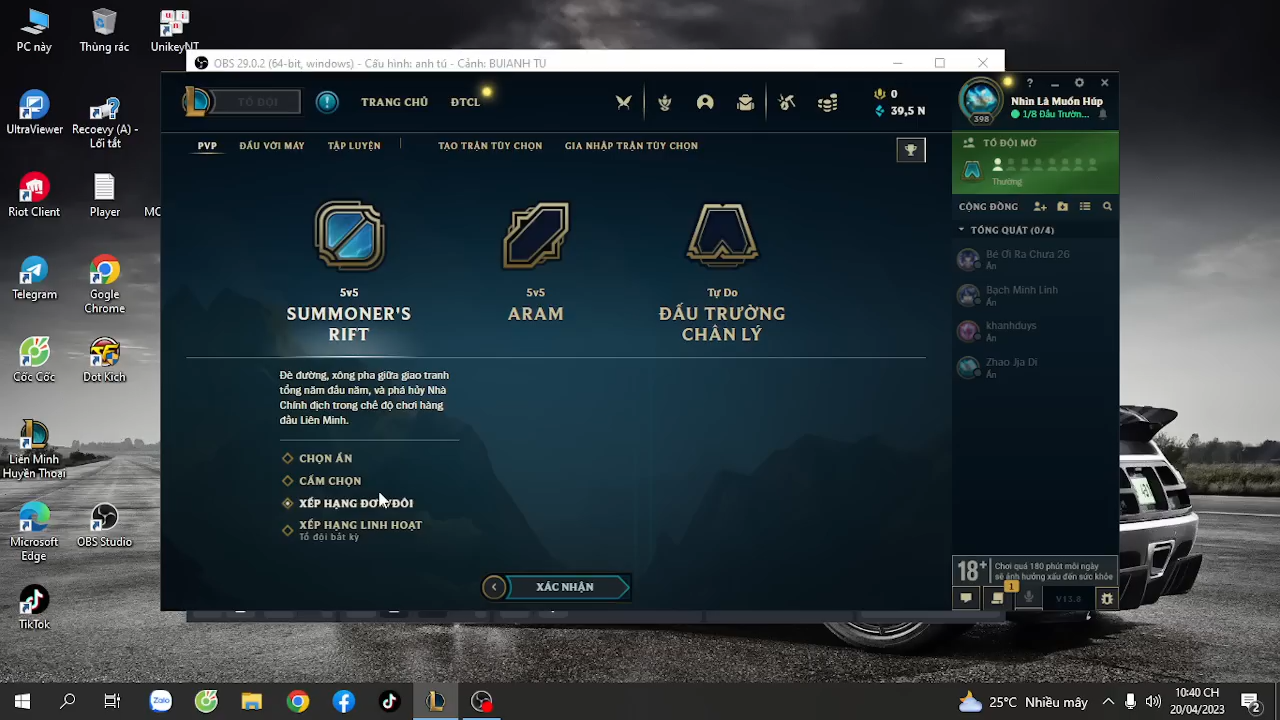 PC này
Thùng rác
UltraViewer
Recoevy (A) -
Lối tắt
Riot Client
Player
Telegram
Gogle
Chrome
Cốc Cốc
Dot Kich
Liên Minh
Huyền Thoại
Microsoft
Edge
OBS Studio
TikTok
OBS 29.0.2 (64-bit, windows) - Cấu hình: anh tú - Cảnh: BUIANH TU
TỔ ĐỘI
TRANG CHỦ
ĐTCL
0
39,5 N
398
Nhìn Là Muốn Húp
1/8 Đấu Trườn...
PVP
ĐẤU VỚI MÁY
TẬP LUYỆN
TẠO TRẬN TÙY CHỌN
GIA NHẬP TRẬN TÙY CHỌN
TỔ ĐỘI MỞ
Thường
CỘNG ĐỒNG
TỔNG QUÁT (0/4)
Bé Ơi Ra Chưa 26
Ẩn
Bạch Minh Linh
Ẩn
khanhduys
Ẩn
Zhao Jja Di
Ẩn
5v5
SUMMONER'S
RIFT
5v5
ARAM
Tự Do
ĐẤU TRƯỜNG
CHÂN LÝ
Đè đường, xông pha giữa giao tranh
tổng năm đấu năm, và phá hủy Nhà
Chính địch trong chế độ chơi hàng
đầu Liên Minh.
CHỌN ẨN
CẤM CHỌN
XẾP HẠNG ĐƠN/ĐÔI
XẾP HẠNG LINH HOẠT
Tổ đội bất kỳ
XÁC NHẬN
18+
Chơi quá 180 phút mỗi ngày
sẽ ảnh hưởng xấu đến sức khỏe
1
V13.8
Zalo
25°C Nhiều mây
10:40 CH
20/04/2023
2